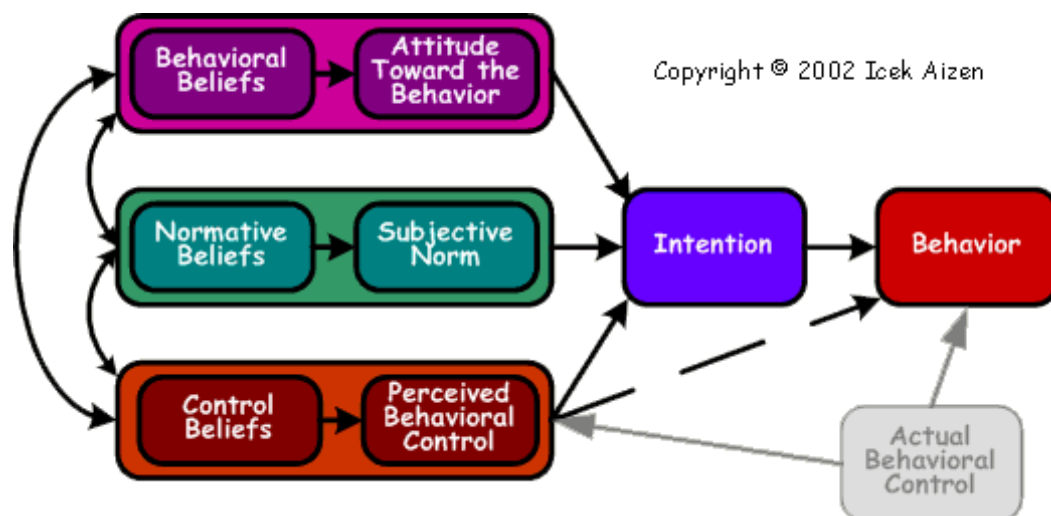 Behavioral
Beliefs
Attitude
Toward the
Behavior
Copyright © 2002 Icek Aizen
Normative
Beliefs
Subjective
Norm
Intention
Behavior
Control
Beliefs
Perceived
Behavioral
Control
Actual
Behavioral
Control